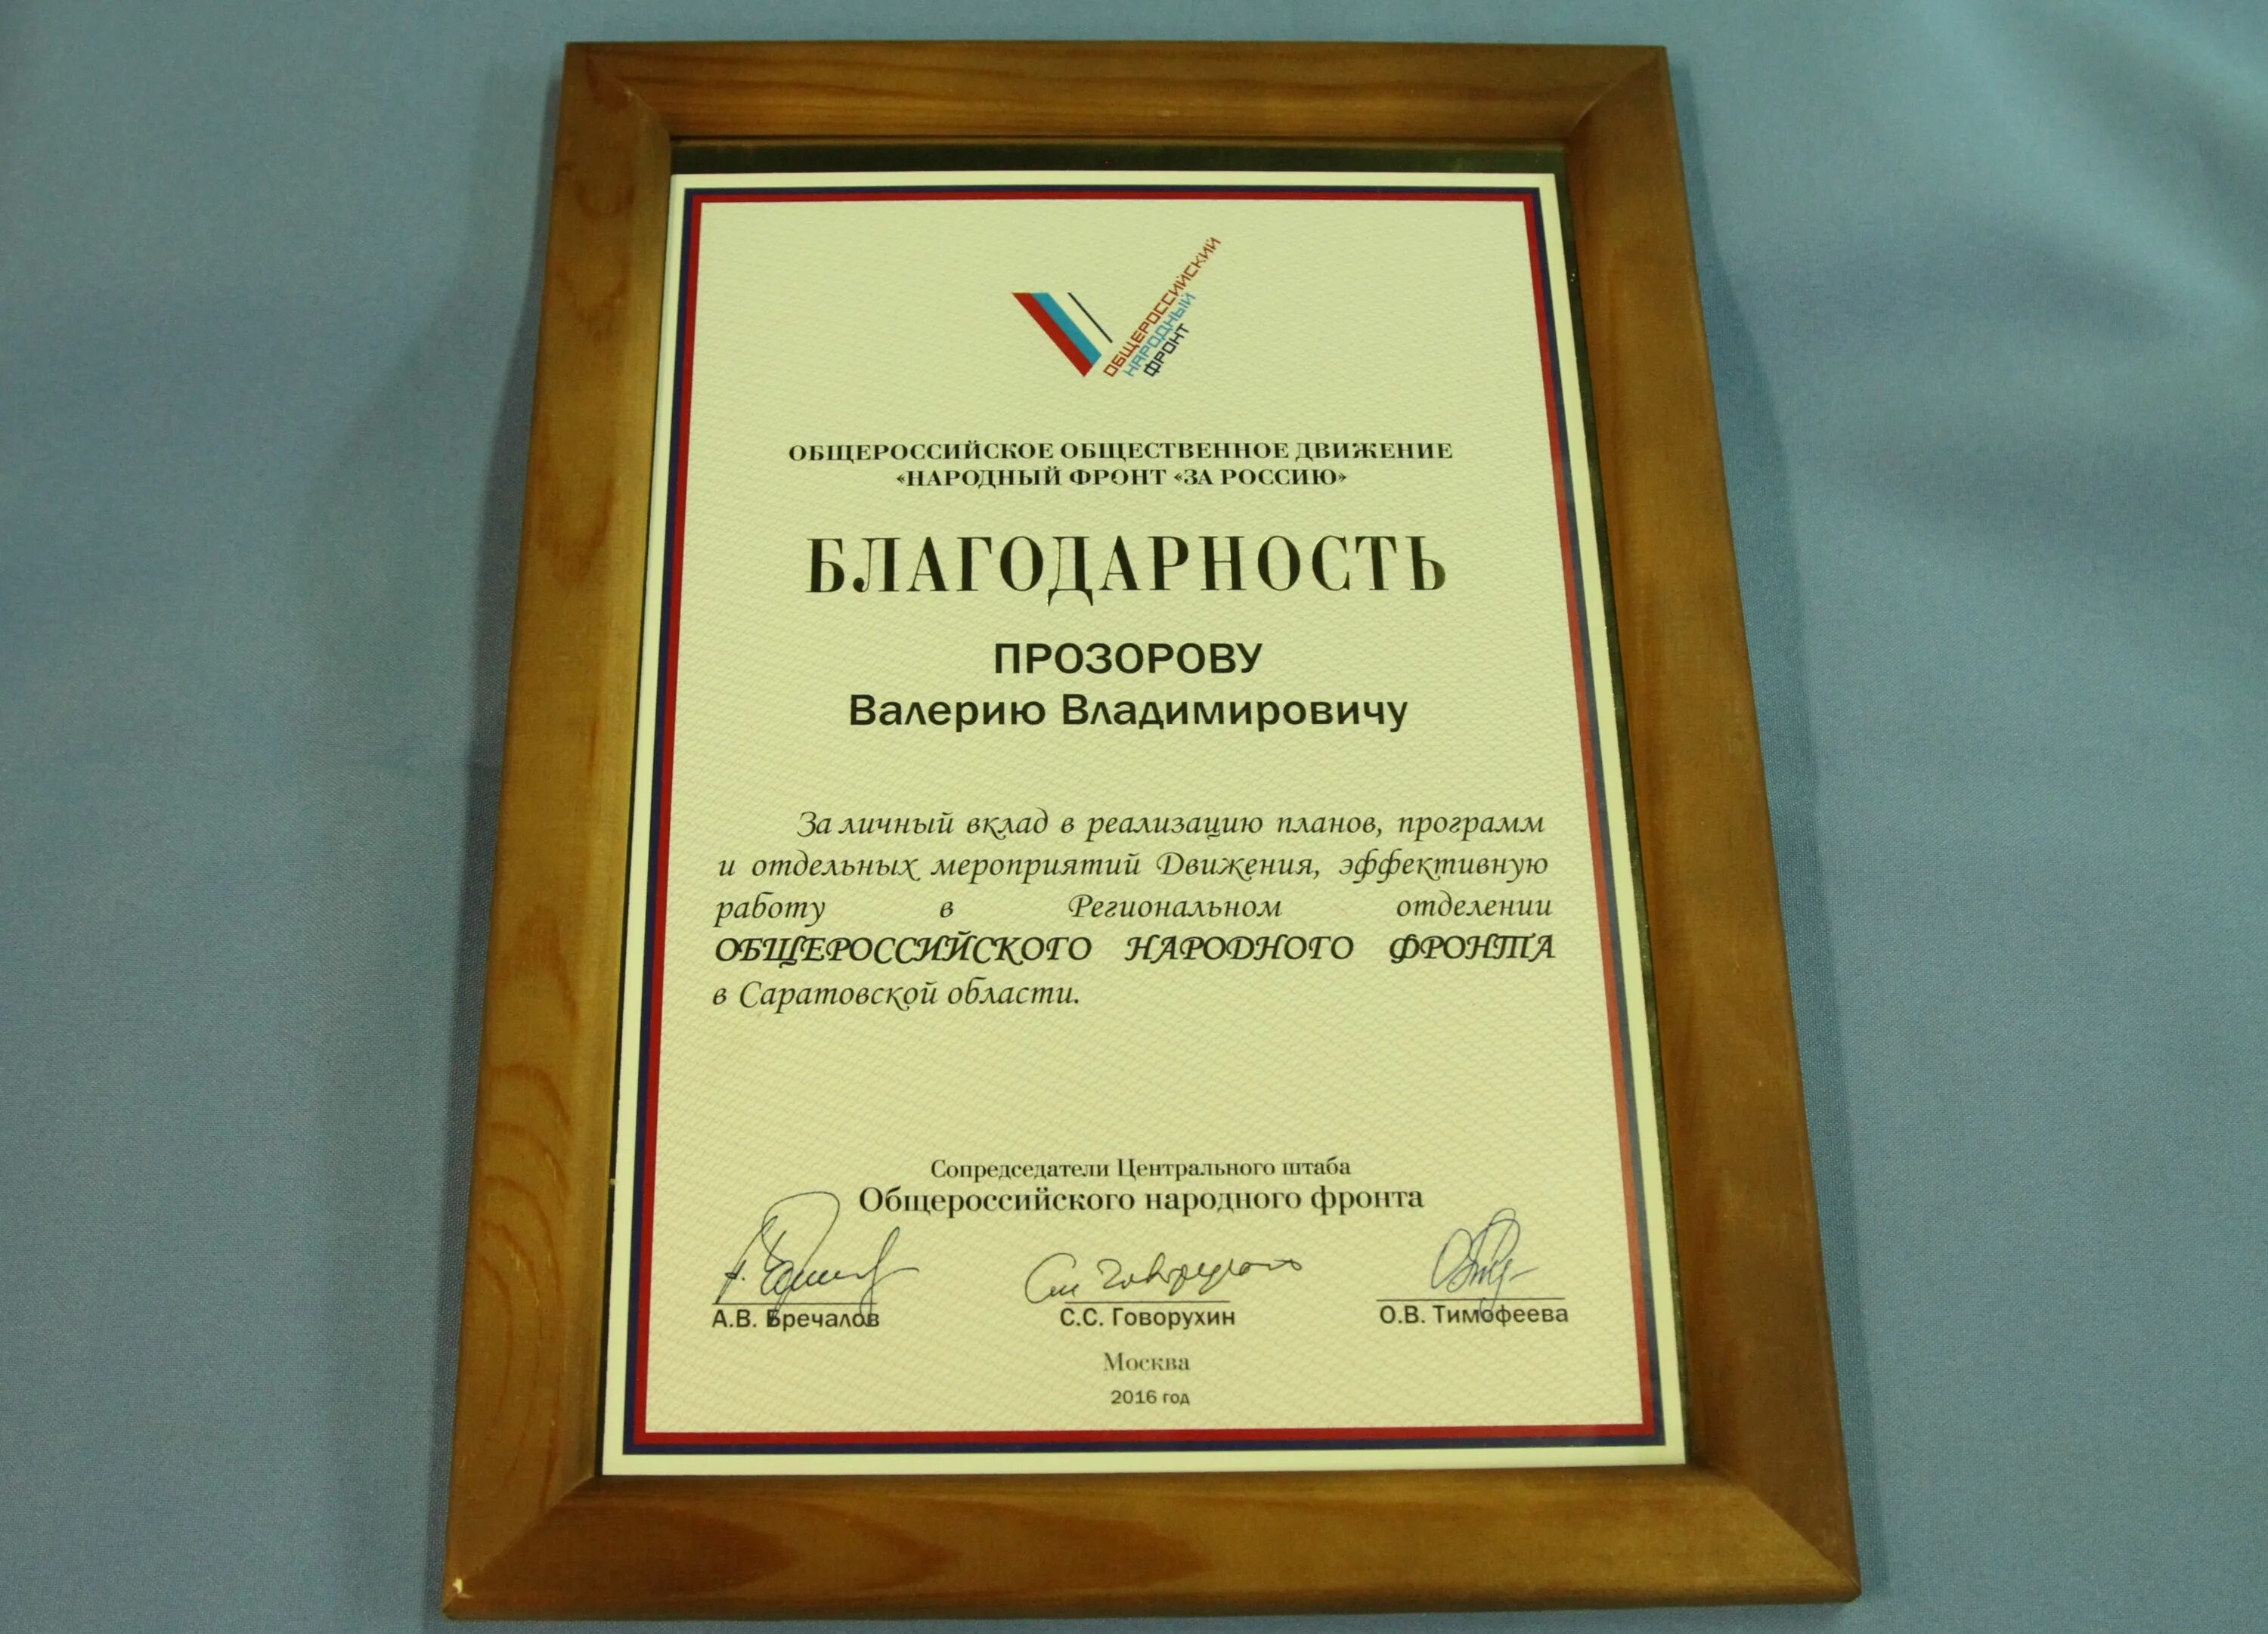 ОБЩЕРОССИЙСКИЙ
НАРОДНЫЙ
ФРОНТ
ОБЩЕРОССИЙСКОЕ ОБЩЕСТВЕННОЕ ДВИЖЕНИЕ
«НАРОДНЫЙ ФРОНТ «ЗА РОССИЮ»
БЛАГОДАРНОСТЬ
ПРОЗОРОВУ
Валерию Владимировичу
За личный вклад в реализацию планов, программ
и отдельных мероприятий Движения, эффективную
работу в Региональном отделении
ОБЩЕРОССИЙСКОГО НАРОДНОГО ФРОНТА
в Саратовской области.
Сопредседатели Центрального штаба
Общероссийского народного фронта
А.В. Бречалов С.С. Говорухин О.В. Тимофеева
Москва
2016 год